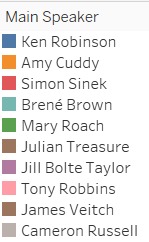 Main Speaker
Ken Robinson
Amy Cuddy
Simon Sinek
Brené Brown
Mary Roach
Julian Treasure
Jill Bolte Taylor
Tony Robbins
James Veitch
Cameron Russell